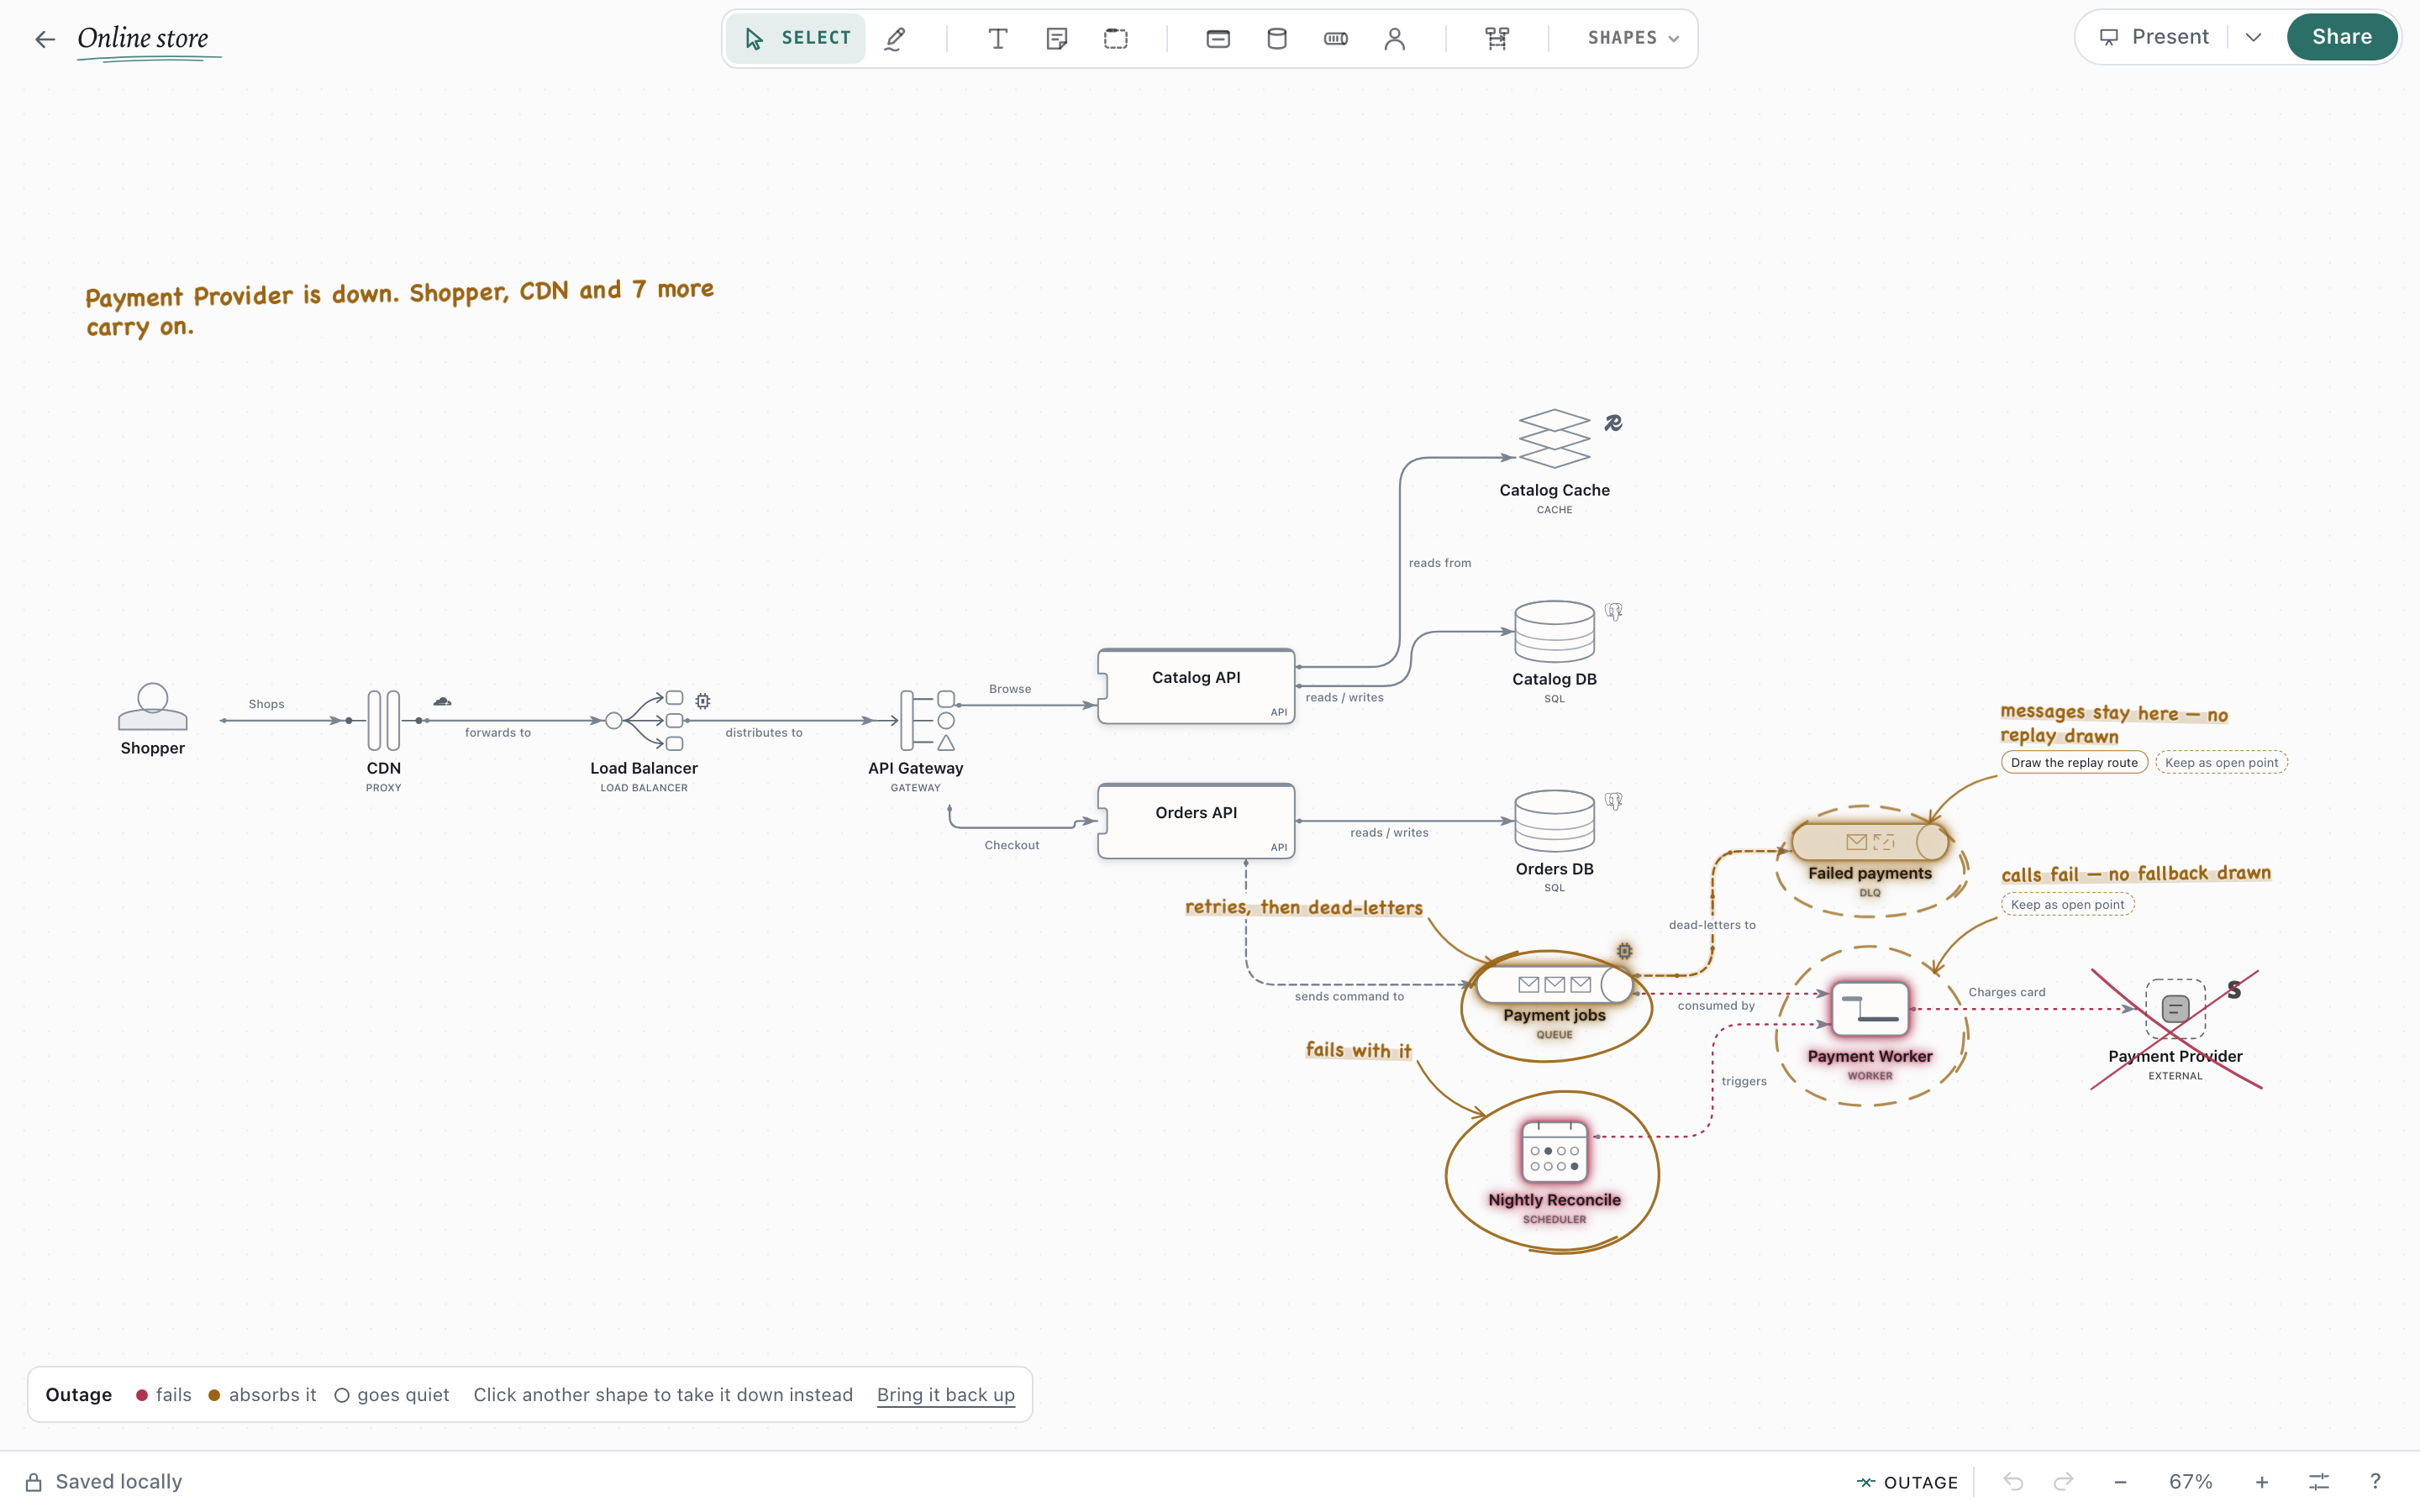 Online store
SELECT
SHAPES
Present
Share
Payment Provider is down. Shopper, CDN and 7 more
carry on.
Catalog Cache
CACHE
reads from
Catalog API
API
Catalog DB
SQL
reads / writes
Shops
Shopper
CDN
PROXY
forwards to
Load Balancer
LOAD BALANCER
distributes to
API Gateway
GATEWAY
Browse
Checkout
Orders API
API
reads / writes
Orders DB
SQL
messages stay here — no
replay drawn
Draw the replay route
Keep as open point
Failed payments
DLQ
calls fail — no fallback drawn
Keep as open point
retries, then dead-letters
dead-letters to
sends command to
Payment jobs
QUEUE
consumed by
Charges card
Payment Worker
WORKER
Payment Provider
EXTERNAL
S
fails with it
triggers
Nightly Reconcile
SCHEDULER
Outage
fails
absorbs it
goes quiet
Click another shape to take it down instead
Bring it back up
Saved locally
OUTAGE
67%
?